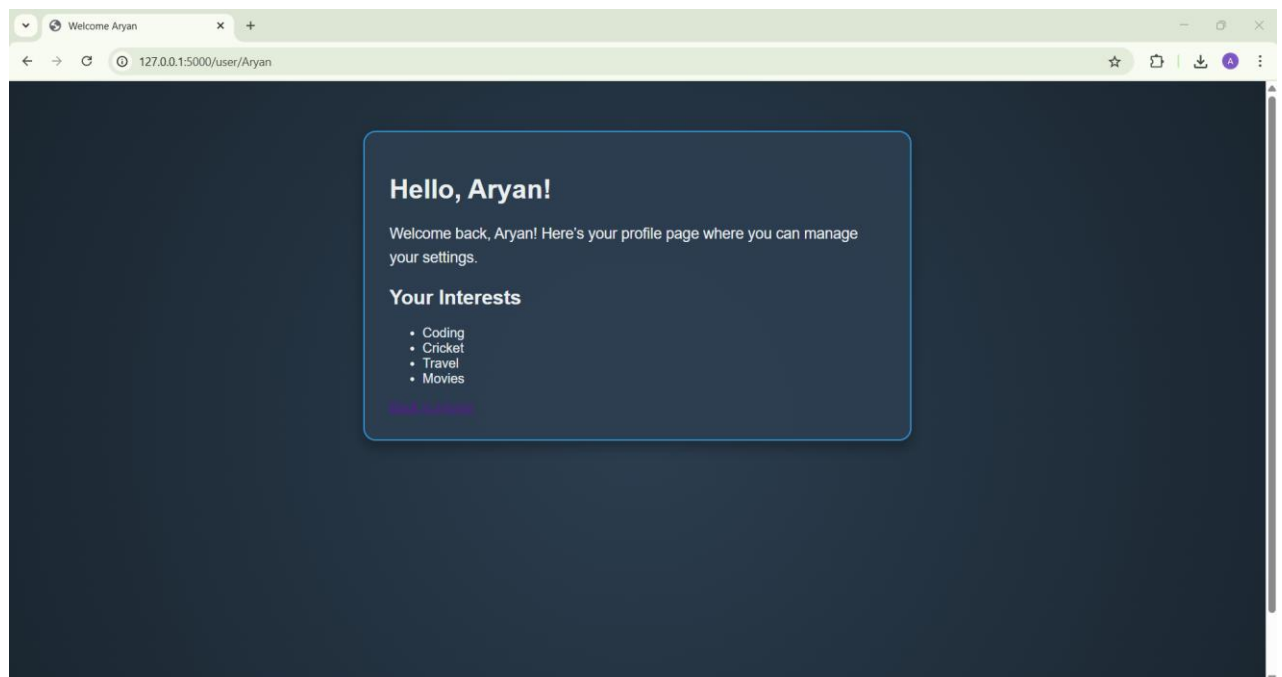 Welcome Aryan
127.0.0.1:5000/user/Aryan
A
Hello, Aryan!
Welcome back, Aryan! Here's your profile page where you can manage
your settings.
Your Interests
• Coding
• Cricket
• Travel
• Movies